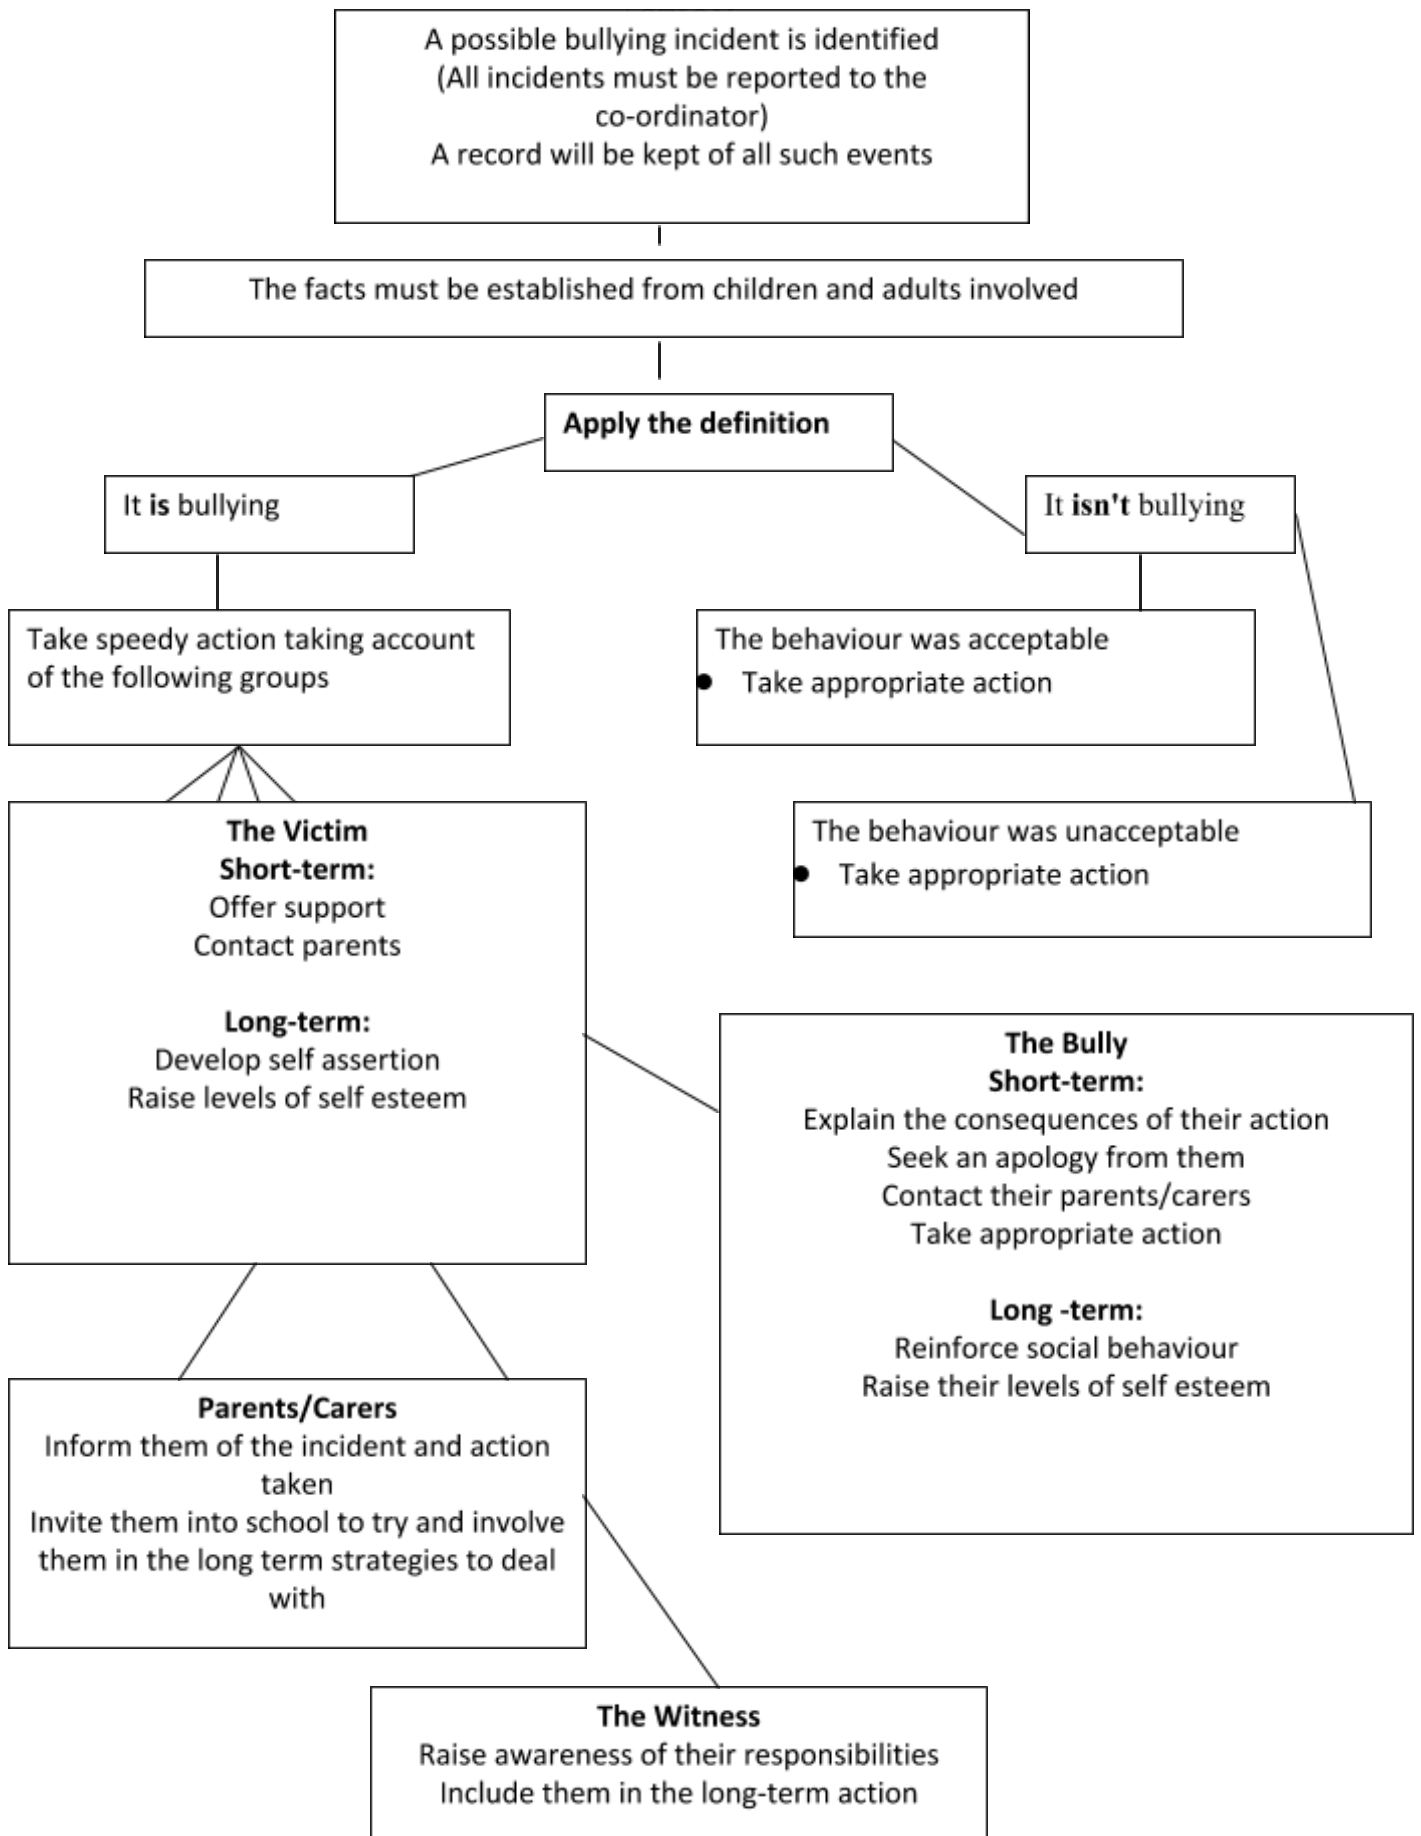 A possible bullying incident is identified
(All incidents must be reported to the
co-ordinator)
A record will be kept of all such events
The facts must be established from children and adults involved
Apply the definition
It is bullying
It isn't bullying
Take speedy action taking account
of the following groups
The behaviour was acceptable
● Take appropriate action
The behaviour was unacceptable
● Take appropriate action
The Victim
Short-term:
Offer support
Contact parents
Long-term:
Develop self assertion
Raise levels of self esteem
The Bully
Short-term:
Explain the consequences of their action
Seek an apology from them
Contact their parents/carers
Take appropriate action
Long -term:
Reinforce social behaviour
Raise their levels of self esteem
Parents/Carers
Inform them of the incident and action
taken
Invite them into school to try and involve
them in the long term strategies to deal
with
The Witness
Raise awareness of their responsibilities
Include them in the long-term action